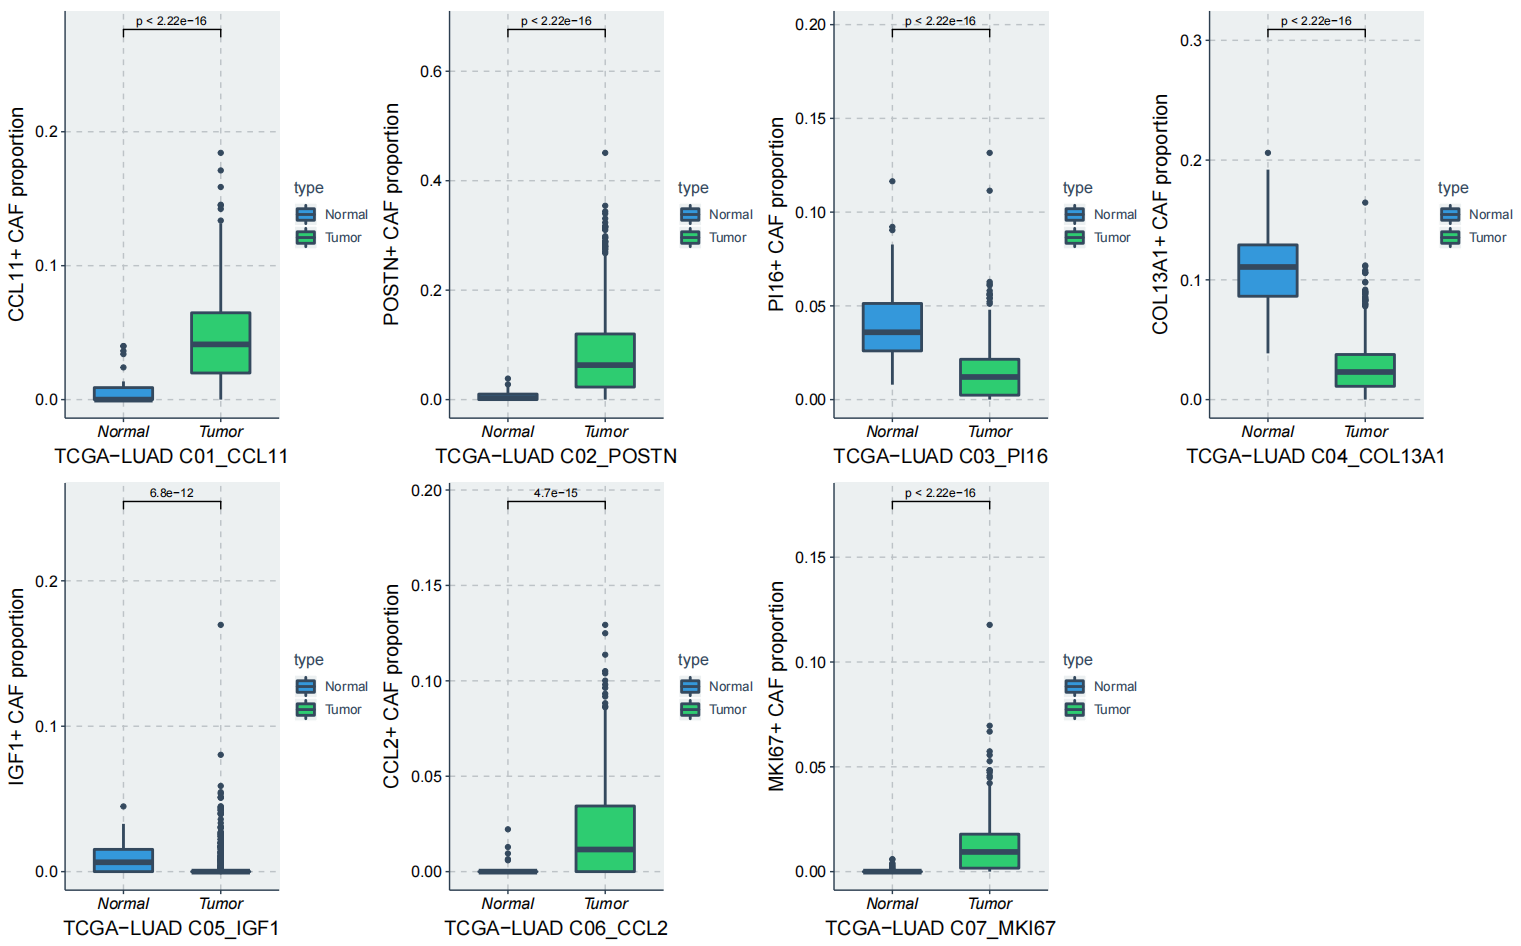 p < 2.22e−16
CCL11+ CAF proportion
0.2
0.1
0.0
Normal
Tumor
TCGA−LUAD C01_CCL11
type
Normal
Tumor
p < 2.22e−16
POSTN+ CAF proportion
0.6
0.4
0.2
0.0
Normal
Tumor
TCGA−LUAD C02_POSTN
type
Normal
Tumor
p < 2.22e−16
PI16+ CAF proportion
0.20
0.15
0.10
0.05
0.00
Normal
Tumor
TCGA−LUAD C03_PI16
type
Normal
Tumor
p < 2.22e−16
COL13A1+ CAF proportion
0.3
0.2
0.1
0.0
Normal
Tumor
TCGA−LUAD C04_COL13A1
type
Normal
Tumor
6.8e−12
IGF1+ CAF proportion
0.2
0.1
0.0
Normal
Tumor
TCGA−LUAD C05_IGF1
type
Normal
Tumor
4.7e−15
CCL2+ CAF proportion
0.20
0.15
0.10
0.05
0.00
Normal
Tumor
TCGA−LUAD C06_CCL2
type
Normal
Tumor
p < 2.22e−16
MKI67+ CAF proportion
0.15
0.10
0.05
0.00
Normal
Tumor
TCGA−LUAD C07_MKI67
type
Normal
Tumor